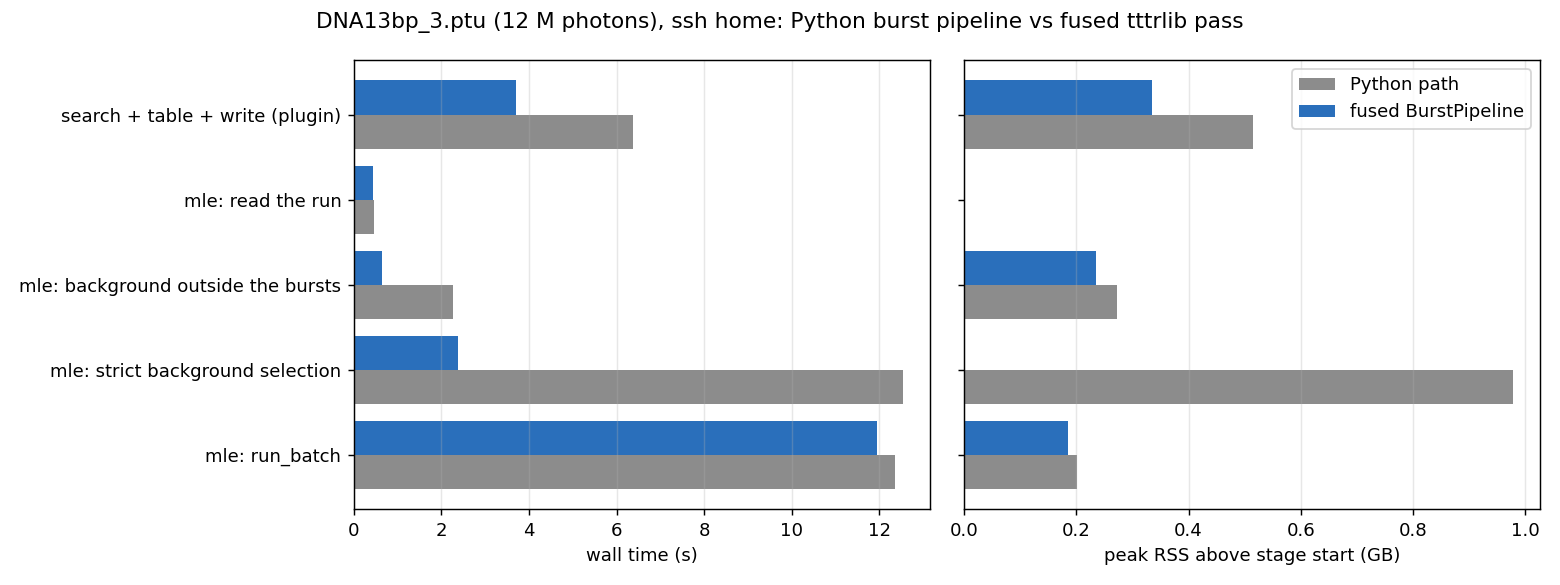 DNA13bp_3.ptu (12 M photons), ssh home: Python burst pipeline vs fused tttrlib pass
search + table + write (plugin)
mle: read the run
mle: background outside the bursts
mle: strict background selection
mle: run_batch
0 2 4 6 8 10 12
wall time (s)
Python path
fused BurstPipeline
0.0 0.2 0.4 0.6 0.8 1.0
peak RSS above stage start (GB)